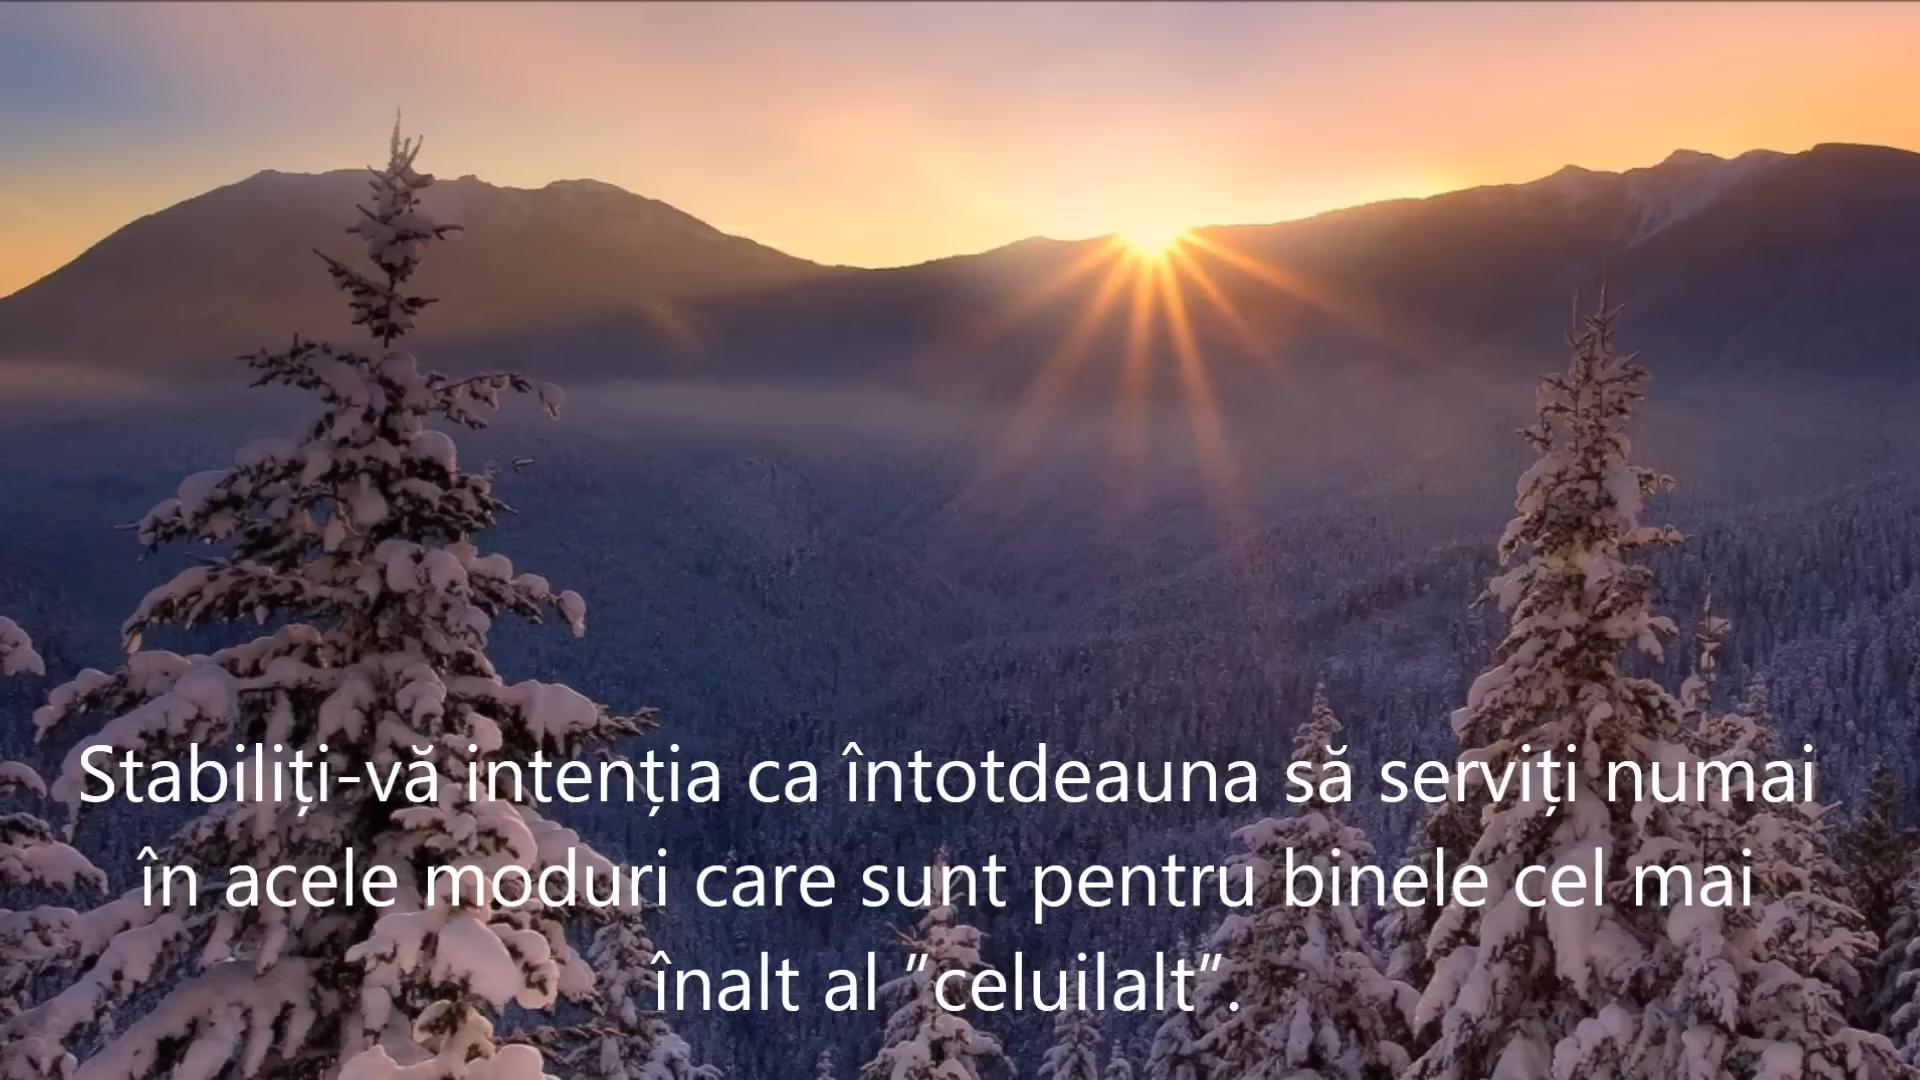 Stabiliți-vă intenția ca întotdeauna să serviți numai
în acele moduri care sunt pentru binele cel mai
înalt al ″celuilalt″.